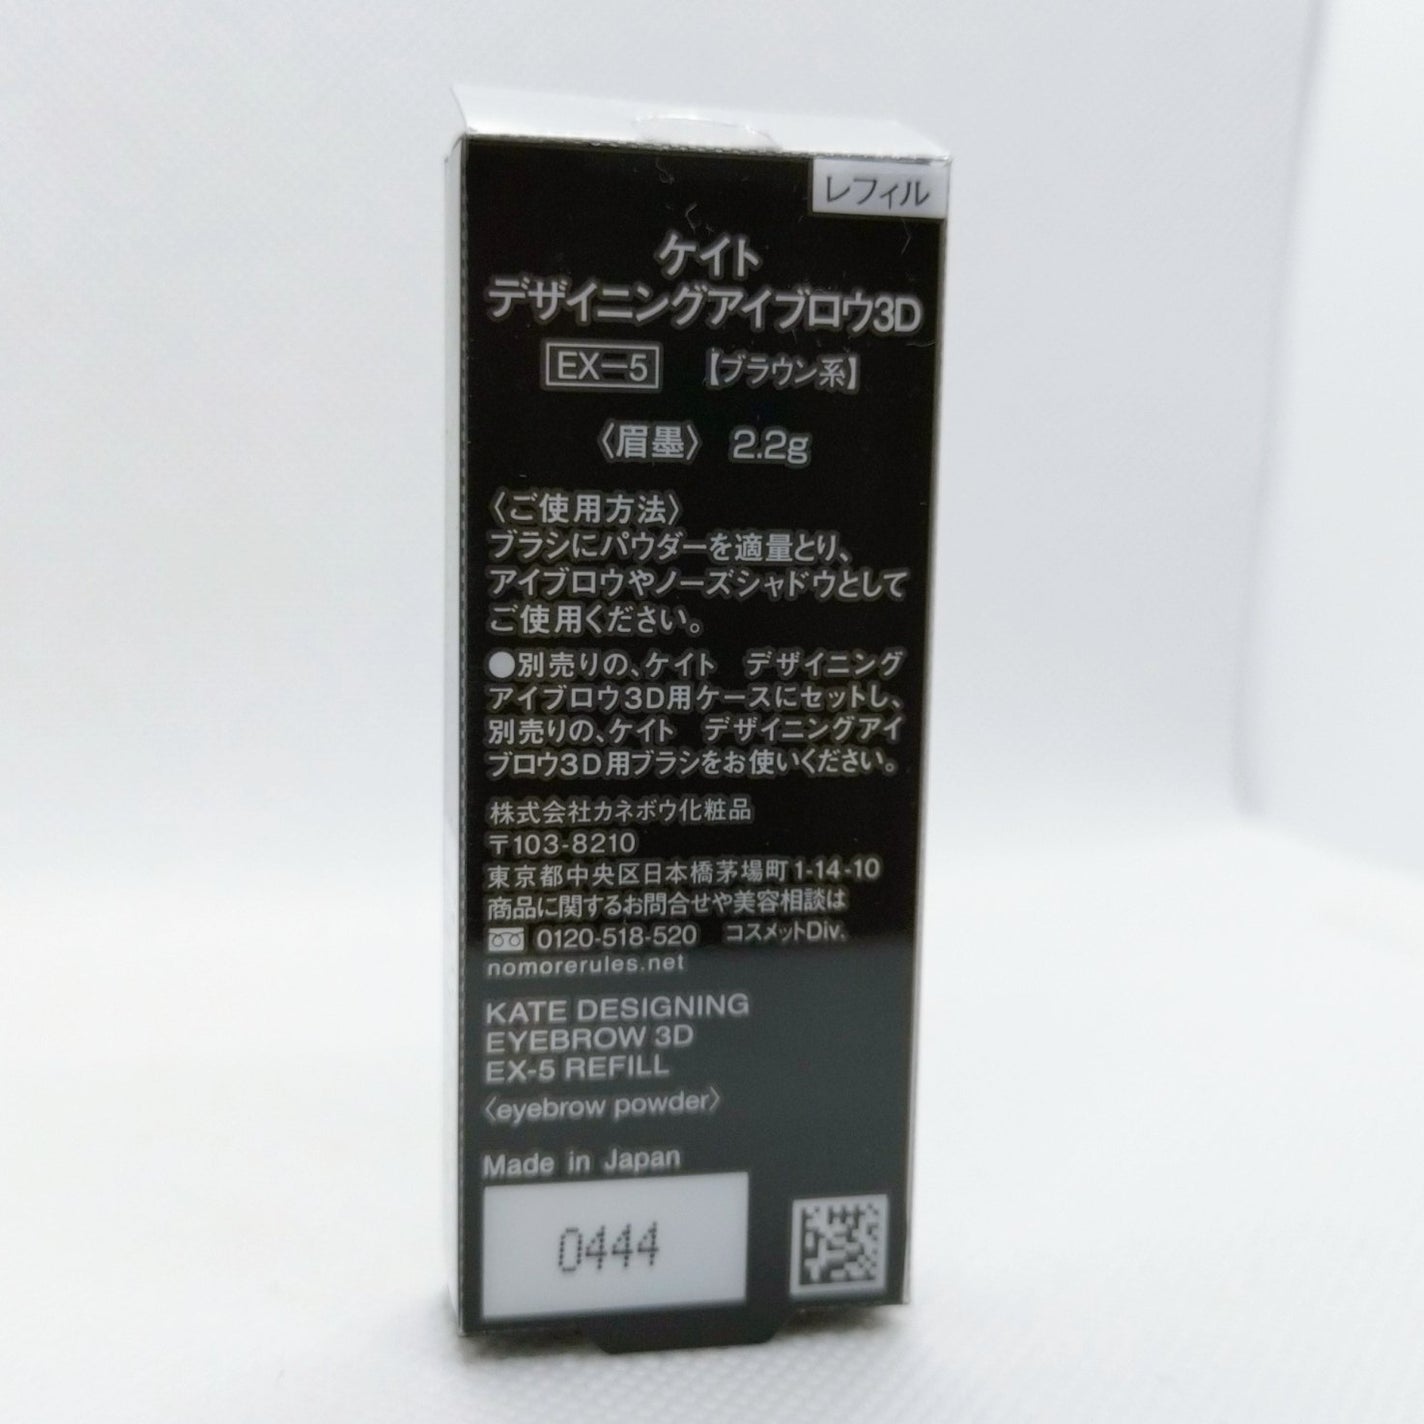 レフィル
ケイト
デザイニングアイブロウ3D
EX-5 【ブラウン系】
〈眉墨〉 2.2g
〈ご使用方法〉
ブラシにパウダーを適量とり、
アイブロウやノーズシャドウとして
ご使用ください。
●別売りの、ケイト　デザイニング
アイブロウ3D用ケースにセットし、
別売りの、ケイト　デザイニングアイ
ブロウ3D用ブラシをお使いください。
株式会社カネボウ化粧品
〒103-8210
東京都中央区日本橋茅場町1-14-10
商品に関するお問合せや美容相談は
0120-518-520 コスメットDiv.
nomorerules.net
KATE DESIGNING
EYEBROW 3D
EX-5 REFILL
〈eyebrow powder〉
Made in Japan
0444